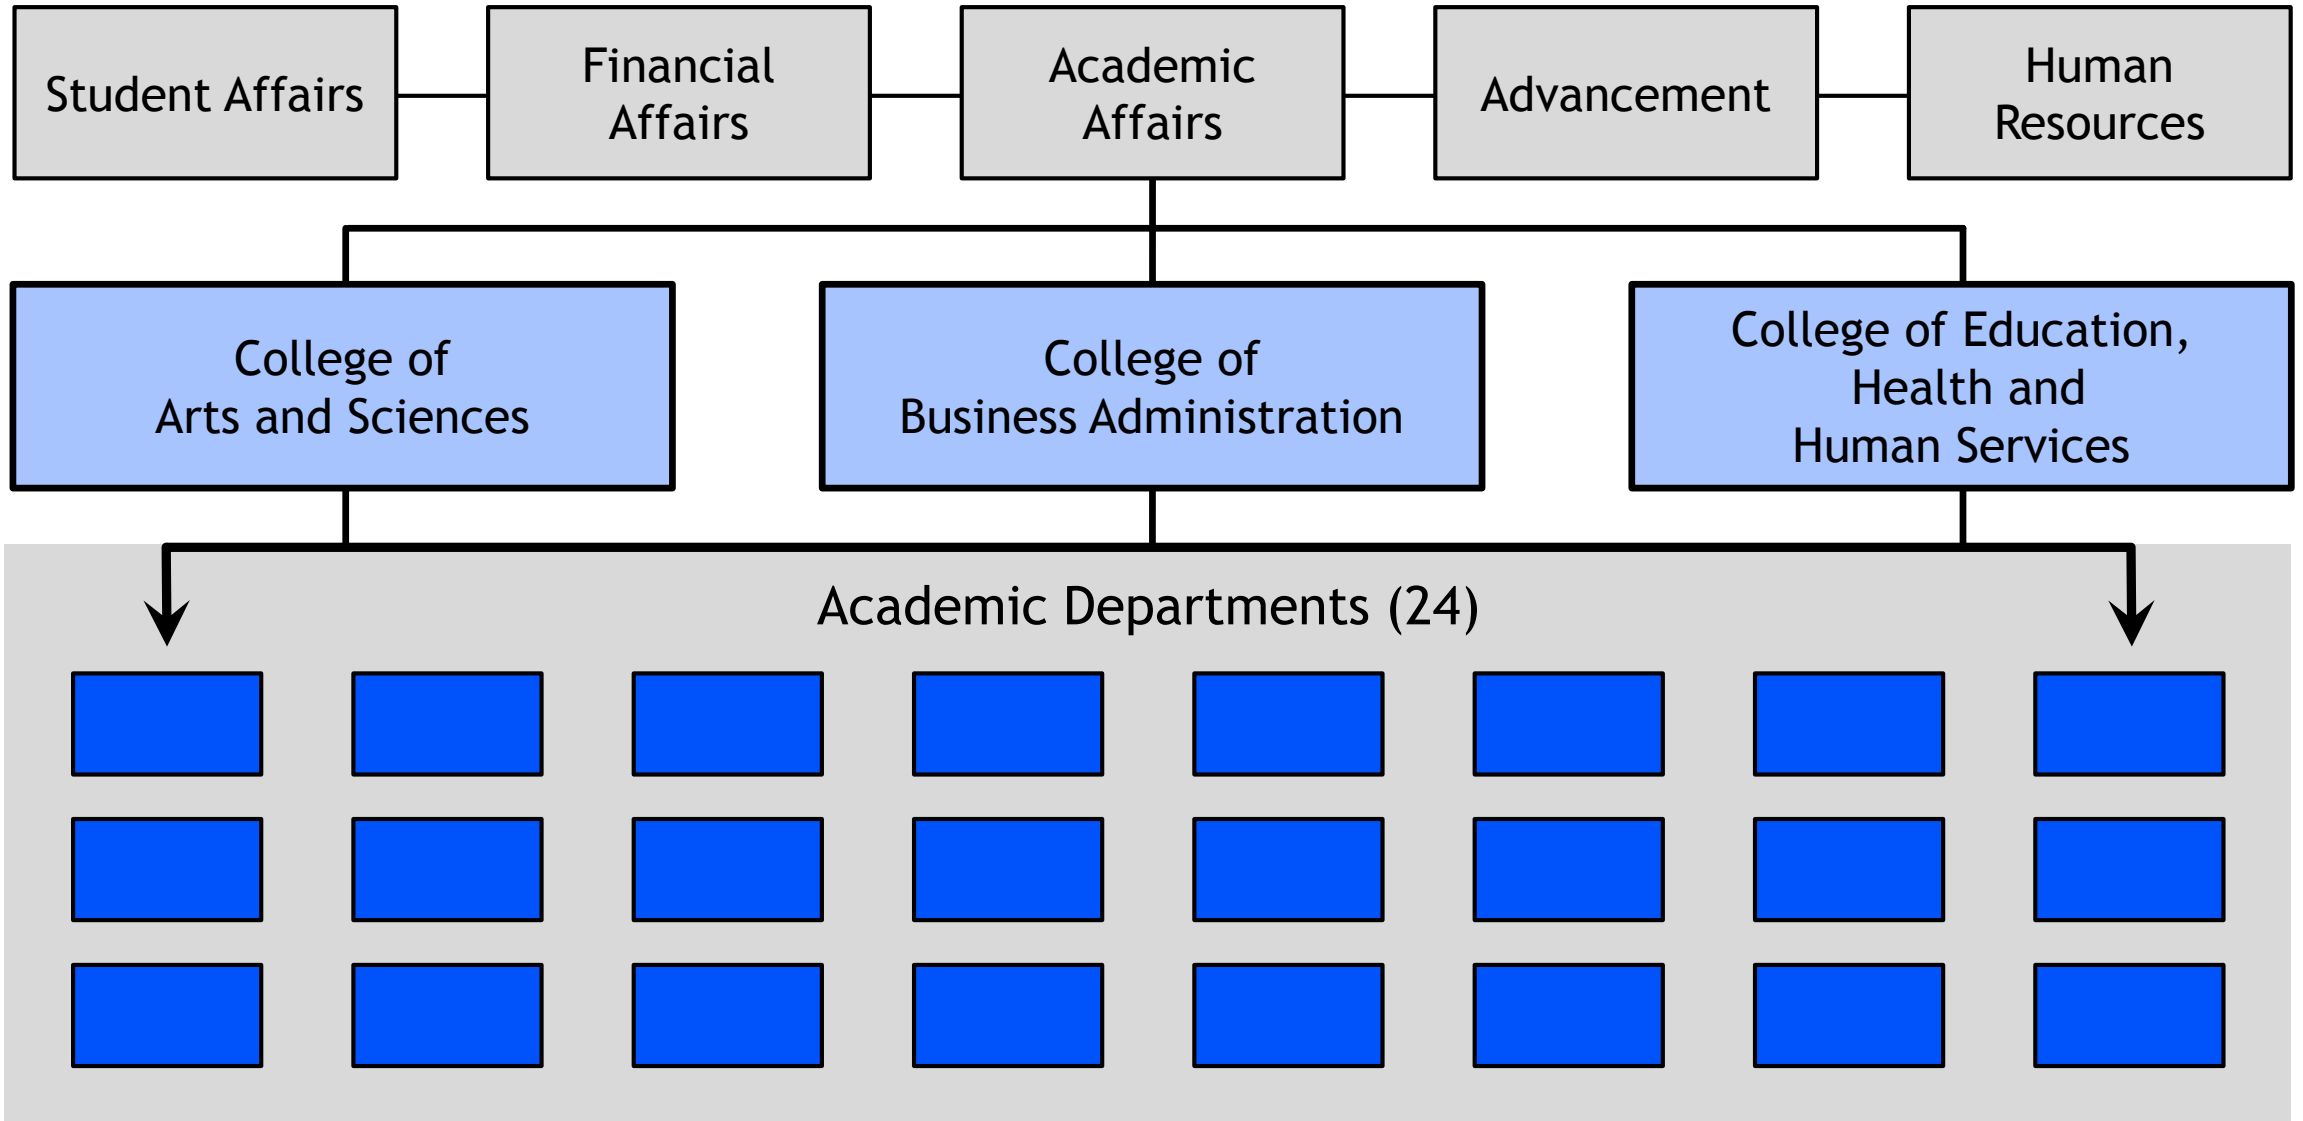 Student Affairs
Financial
Affairs
Academic
Affairs
Advancement
Human
Resources
College of
Arts and Sciences
College of
Business Administration
College of Education,
Health and
Human Services
Academic Departments (24)